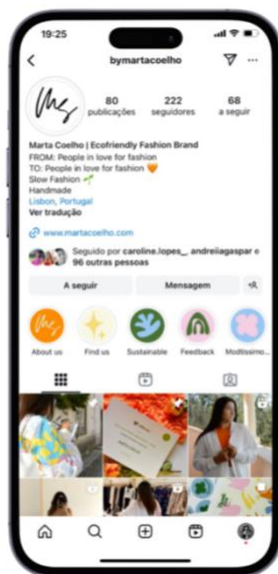 19:25
bymartacoelho
80 222 68
publicações seguidores a seguir
Marta Coelho | Ecofriendly Fashion Brand
FROM: People in love for fashion
TO: People in love for fashion 🧡
Slow Fashion 🌱
Handmade
Lisbon, Portugal
Ver tradução
www.martacoelho.com
Seguido por caroline.lopes_, andreiiagaspar e
96 outras pessoas
A seguir Mensagem
About us Find us Sustainable Feedback Modtissimo...